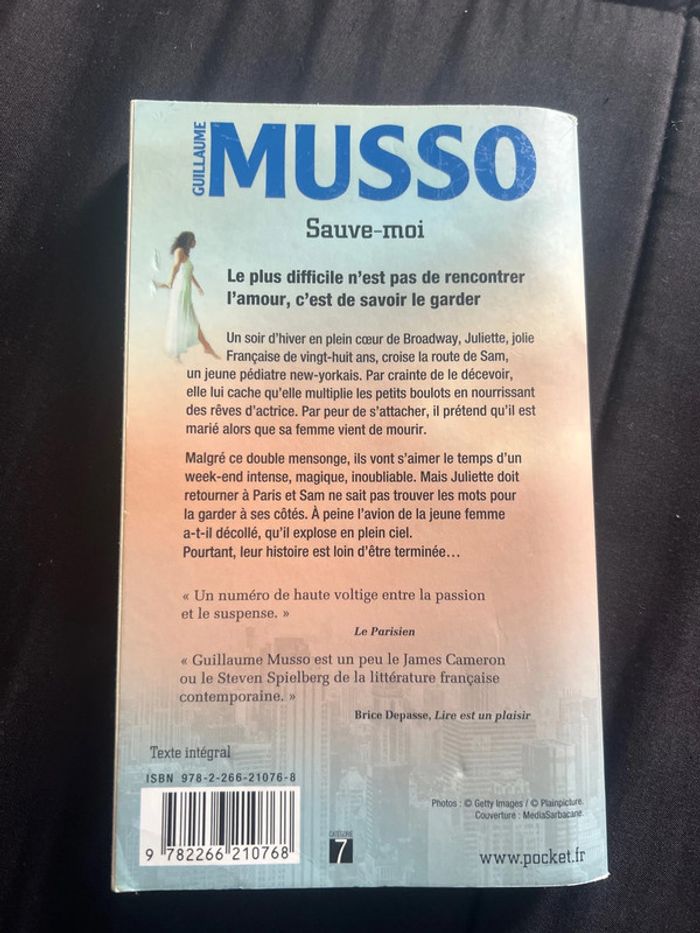 GUILLAUME
MUSSO
Sauve-moi
Le plus difficile n'est pas de rencontrer
l'amour, c'est de savoir le garder
Un soir d'hiver en plein cœur de Broadway, Juliette, jolie
Française de vingt-huit ans, croise la route de Sam,
un jeune pédiatre new-yorkais. Par crainte de le décevoir,
elle lui cache qu'elle multiplie les petits boulots en nourrissant
des rêves d'actrice. Par peur de s'attacher, il prétend qu'il est
marié alors que sa femme vient de mourir.
Malgré ce double mensonge, ils vont s'aimer le temps d'un
week-end intense, magique, inoubliable. Mais Juliette doit
retourner à Paris et Sam ne sait pas trouver les mots pour
la garder à ses côtés. À peine l'avion de la jeune femme
a-t-il décollé, qu'il explose en plein ciel.
Pourtant, leur histoire est loin d'être terminée…
« Un numéro de haute voltige entre la passion
et le suspense. »
Le Parisien
« Guillaume Musso est un peu le James Cameron
ou le Steven Spielberg de la littérature française
contemporaine. »
Brice Depasse, Lire est un plaisir
Texte intégral
ISBN 978-2-266-21076-8
9 782266 210768
CATÉGORIE
7
Photos : © Getty Images / © Plainpicture.
Couverture : MediaSarbacane.
www.pocket.fr